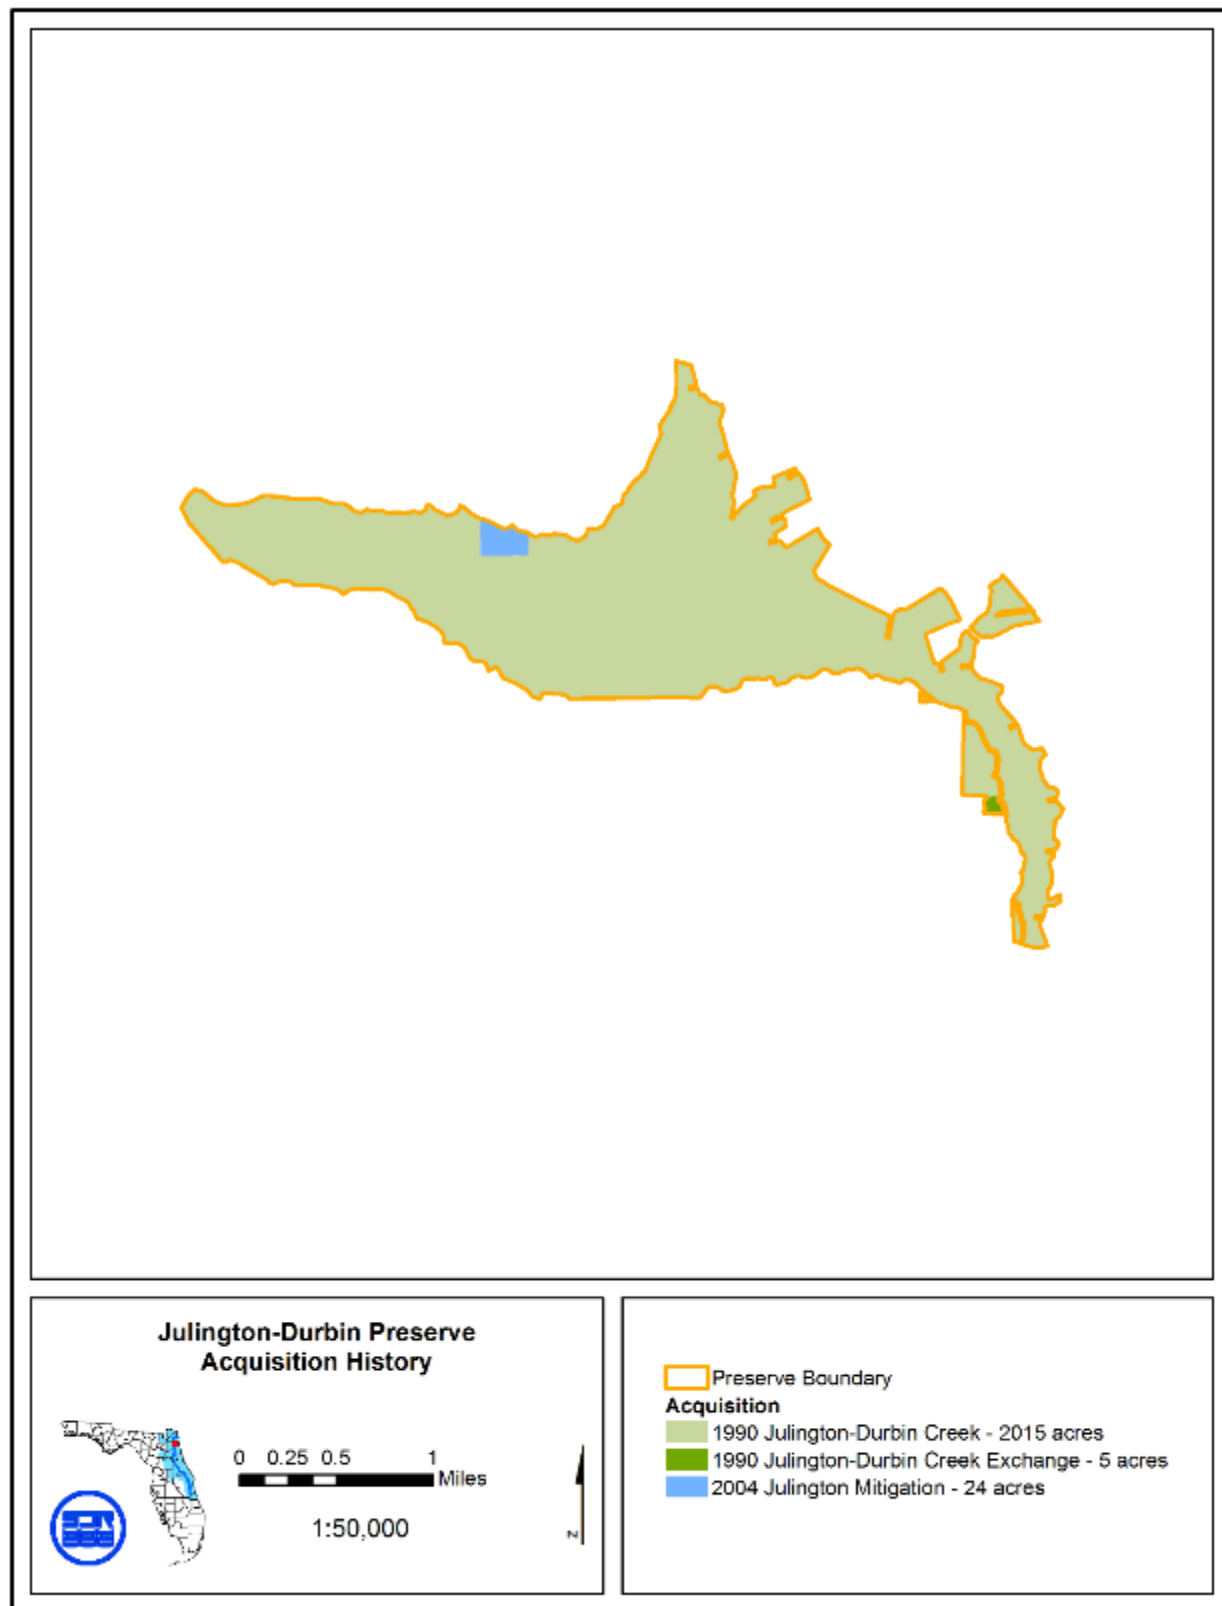 Julington-Durbin Preserve
Acquisition History
0 0.25 0.5 1
Miles
1:50,000
N
Preserve Boundary
Acquisition
1990 Julington-Durbin Creek - 2015 acres
1990 Julington-Durbin Creek Exchange - 5 acres
2004 Julington Mitigation - 24 acres